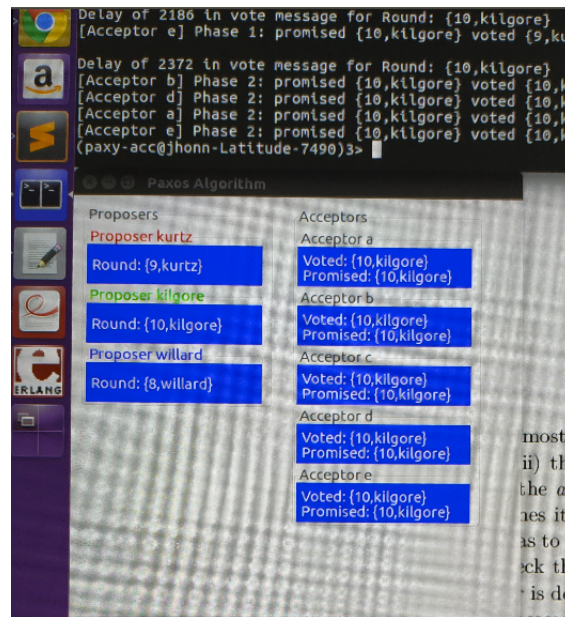 Delay of 2186 in vote message for Round: {10,kilgore}
[Acceptor e] Phase 1: promised {10,kilgore} voted {9,ku
Delay of 2372 in vote message for Round: {10,kilgore}
[Acceptor b] Phase 2: promised {10,kilgore} voted {10,k
[Acceptor d] Phase 2: promised {10,kilgore} voted {10,k
[Acceptor a] Phase 2: promised {10,kilgore} voted {10,
[Acceptor e] Phase 2: promised {10,kilgore} voted {10,
(paxy-acc@jhonn-Latitude-7490)3>
Paxos Algorithm
Proposers
Proposer kurtz
Round: {9,kurtz}
Proposer kilgore
Round: {10,kilgore}
Proposer willard
Round: {8,willard}
Acceptors
Acceptor a
Voted: {10,kilgore}
Promised: {10,kilgore}
Acceptor b
Voted: {10,kilgore}
Promised: {10,kilgore}
Acceptor c
Voted: {10,kilgore}
Promised: {10,kilgore}
Acceptor d
Voted: {10,kilgore}
Promised: {10,kilgore}
Acceptor e
Voted: {10,kilgore}
Promised: {10,kilgore}
a
ERLANG
most
ii) th
the a
nes it
as to
eck th
is de